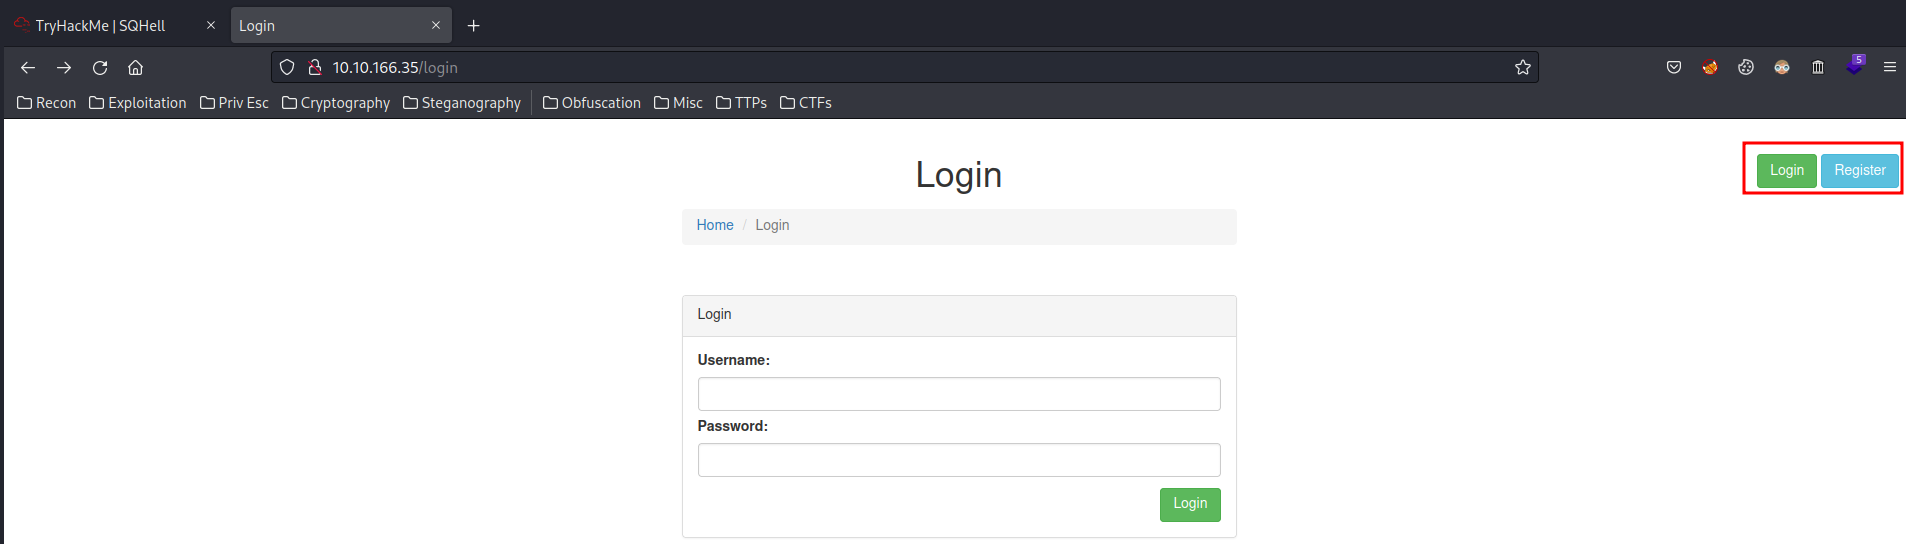 TryHackMe | SQHell
Login
10.10.166.35/login
5
Recon Exploitation Priv Esc Cryptography Steganography Obfuscation Misc TTPs CTFs
Login
Login Register
Home / Login
Login
Username:
Password:
Login